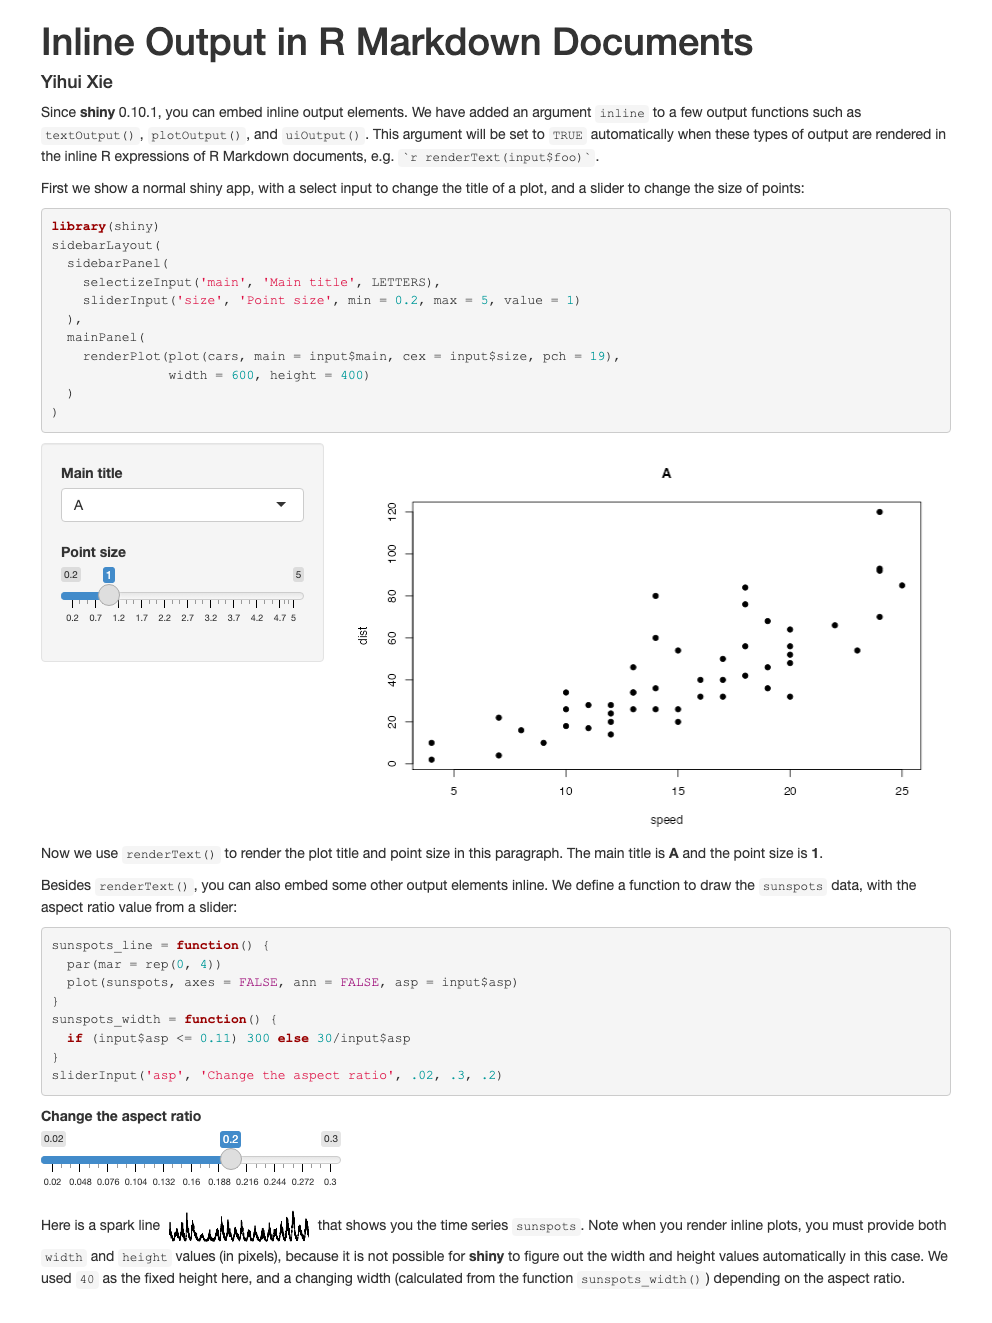 Inline Output in R Markdown Documents
Yihui Xie
Since shiny 0.10.1, you can embed inline output elements. We have added an argument inline to a few output functions such as
textOutput() , plotOutput() , and uiOutput() . This argument will be set to TRUE automatically when these types of output are rendered in
the inline R expressions of R Markdown documents, e.g. `r renderText(input$foo)` .
First we show a normal shiny app, with a select input to change the title of a plot, and a slider to change the size of points:
library(shiny)
sidebarLayout(
  sidebarPanel(
    selectizeInput('main', 'Main title', LETTERS),
    sliderInput('size', 'Point size', min = 0.2, max = 5, value = 1)
  ),
  mainPanel(
    renderPlot(plot(cars, main = input$main, cex = input$size, pch = 19),
               width = 600, height = 400)
  )
)
Main title
A
Point size
0.2 1 5
0.2 0.7 1.2 1.7 2.2 2.7 3.2 3.7 4.2 4.7 5
A
dist
120
100
80
60
40
20
0
5 10 15 20 25
speed
Now we use renderText() to render the plot title and point size in this paragraph. The main title is A and the point size is 1.
Besides renderText() , you can also embed some other output elements inline. We define a function to draw the sunspots data, with the
aspect ratio value from a slider:
sunspots_line = function() {
  par(mar = rep(0, 4))
  plot(sunspots, axes = FALSE, ann = FALSE, asp = input$asp)
}
sunspots_width = function() {
  if (input$asp <= 0.11) 300 else 30/input$asp
}
sliderInput('asp', 'Change the aspect ratio', .02, .3, .2)
Change the aspect ratio
0.02 0.2 0.3
0.02 0.048 0.076 0.104 0.132 0.16 0.188 0.216 0.244 0.272 0.3
Here is a spark line that shows you the time series sunspots . Note when you render inline plots, you must provide both
width and height values (in pixels), because it is not possible for shiny to figure out the width and height values automatically in this case. We
used 40 as the fixed height here, and a changing width (calculated from the function sunspots_width() ) depending on the aspect ratio.